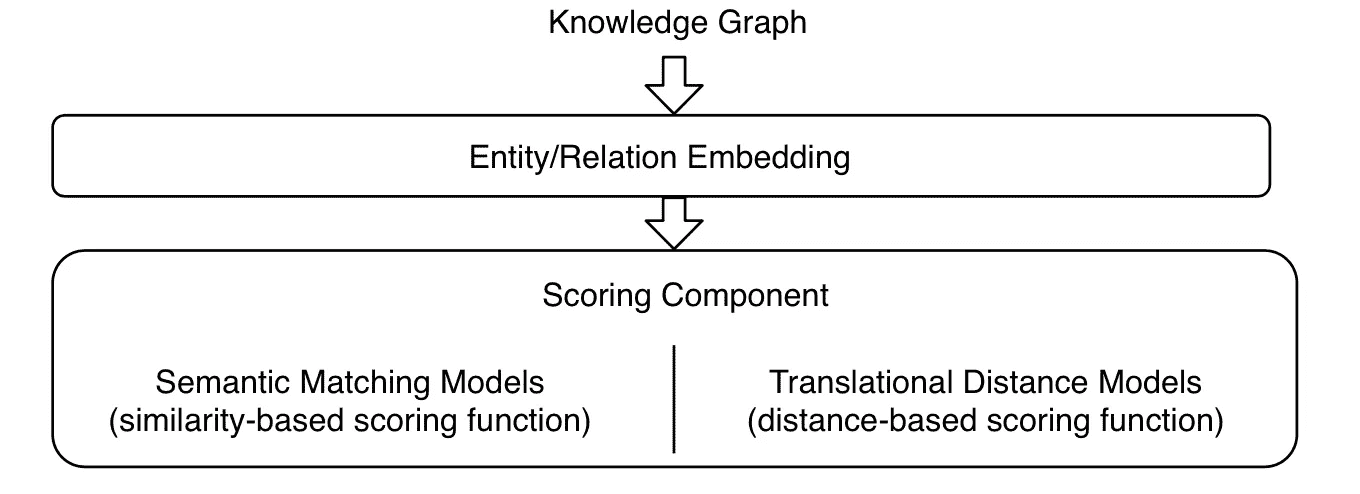 Knowledge Graph
Entity/Relation Embedding
Scoring Component
Semantic Matching Models
(similarity-based scoring function)
Translational Distance Models
(distance-based scoring function)